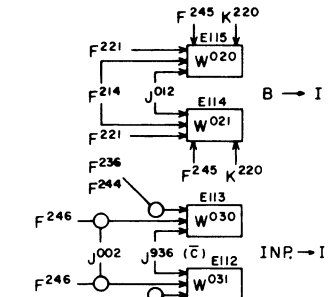 F245 K220
E115
F221
W020
F214 J012 B → I
E114
W021
F221
F245 K220
F236
F244
E113
F246 W030
J002 J936 (C̅) INP. → I
E112
F246 W031